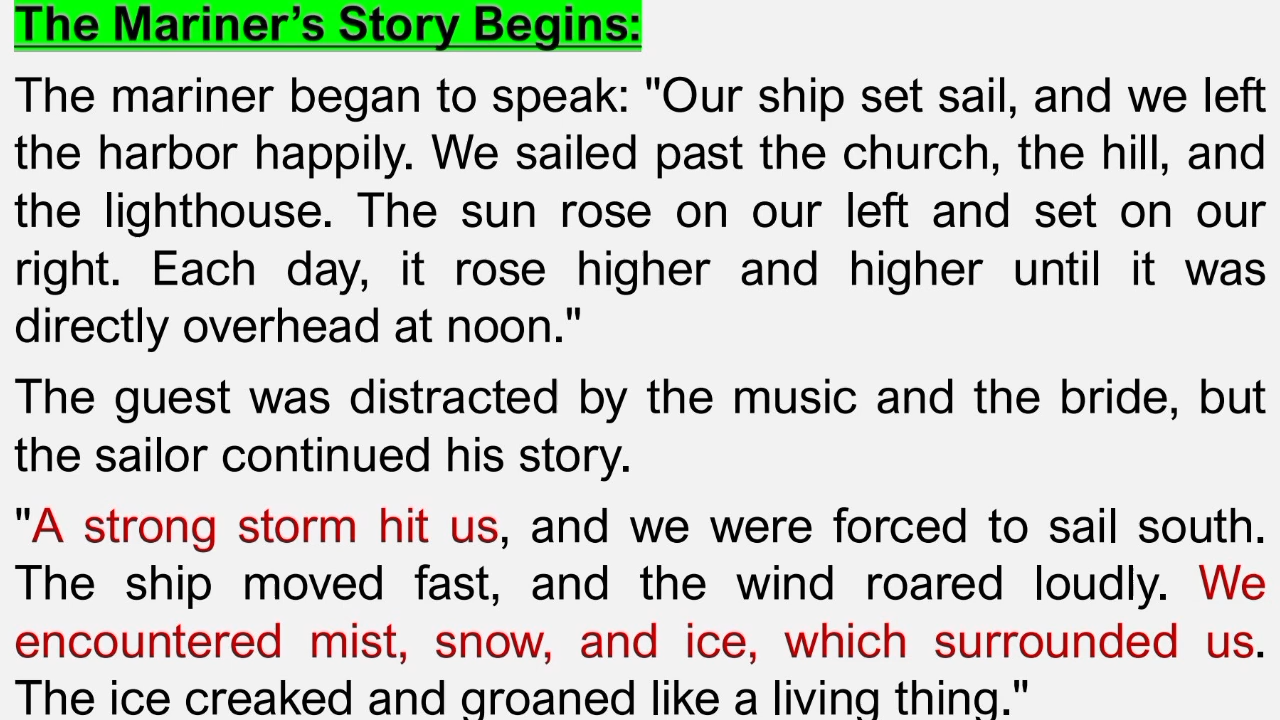 The Mariner’s Story Begins:
The mariner began to speak: "Our ship set sail, and we left
the harbor happily. We sailed past the church, the hill, and
the lighthouse. The sun rose on our left and set on our
right. Each day, it rose higher and higher until it was
directly overhead at noon."
The guest was distracted by the music and the bride, but
the sailor continued his story.
"A strong storm hit us, and we were forced to sail south.
The ship moved fast, and the wind roared loudly. We
encountered mist, snow, and ice, which surrounded us.
The ice creaked and groaned like a living thing."